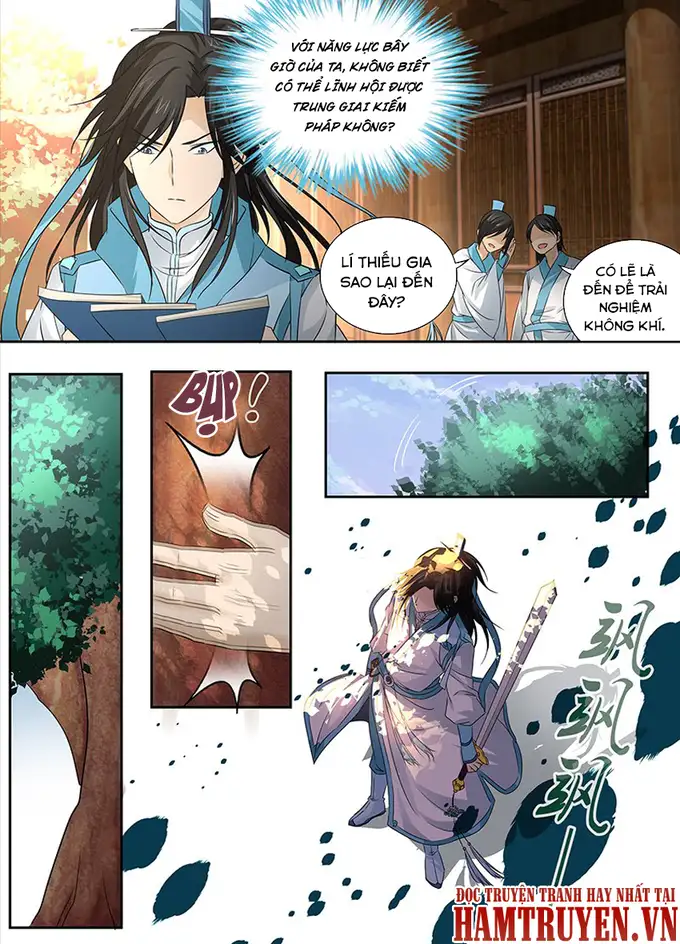 VỚI NĂNG LỰC BÂY
GIỜ CỦA TA, KHÔNG BIẾT
CÓ THỂ LĨNH HỘI ĐƯỢC
TRUNG GIAI KIẾM
PHÁP KHÔNG?
LÍ THIẾU GIA
SAO LẠI ĐẾN
ĐÂY?
CÓ LẼ LÀ
ĐẾN ĐỂ TRẢI
NGHIỆM
KHÔNG KHÍ.
BỤP!
飒
飒
飒
ĐỌC TRUYỆN TRANH HAY NHẤT TẠI
HAMTRUYEN.VN